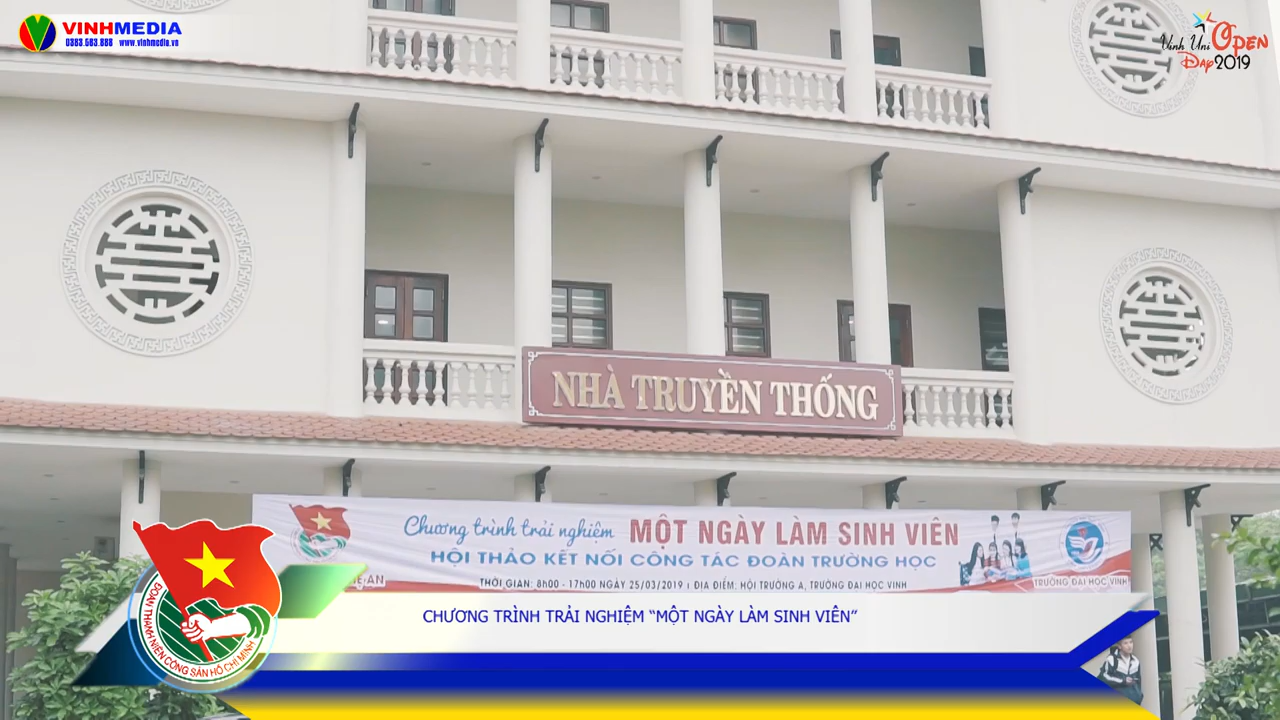 VINHMEDIA
0383.583.888 www.vinhmedia.vn
Vinh Uni OPEN
Day 2019
NHÀ TRUYỀN THỐNG
Chương trình trải nghiệm MỘT NGÀY LÀM SINH VIÊN
HỘI THẢO KẾT NỐI CÔNG TÁC ĐOÀN TRƯỜNG HỌC
THỜI GIAN: 8H00 - 17H00 NGÀY 25/03/2019 | ĐỊA ĐIỂM: HỘI TRƯỜNG A, TRƯỜNG ĐẠI HỌC VINH
TRƯỜNG ĐẠI HỌC VINH
CHƯƠNG TRÌNH TRẢI NGHIỆM “MỘT NGÀY LÀM SINH VIÊN”
ĐOÀN THANH NIÊN CỘNG SẢN HỒ CHÍ MINH